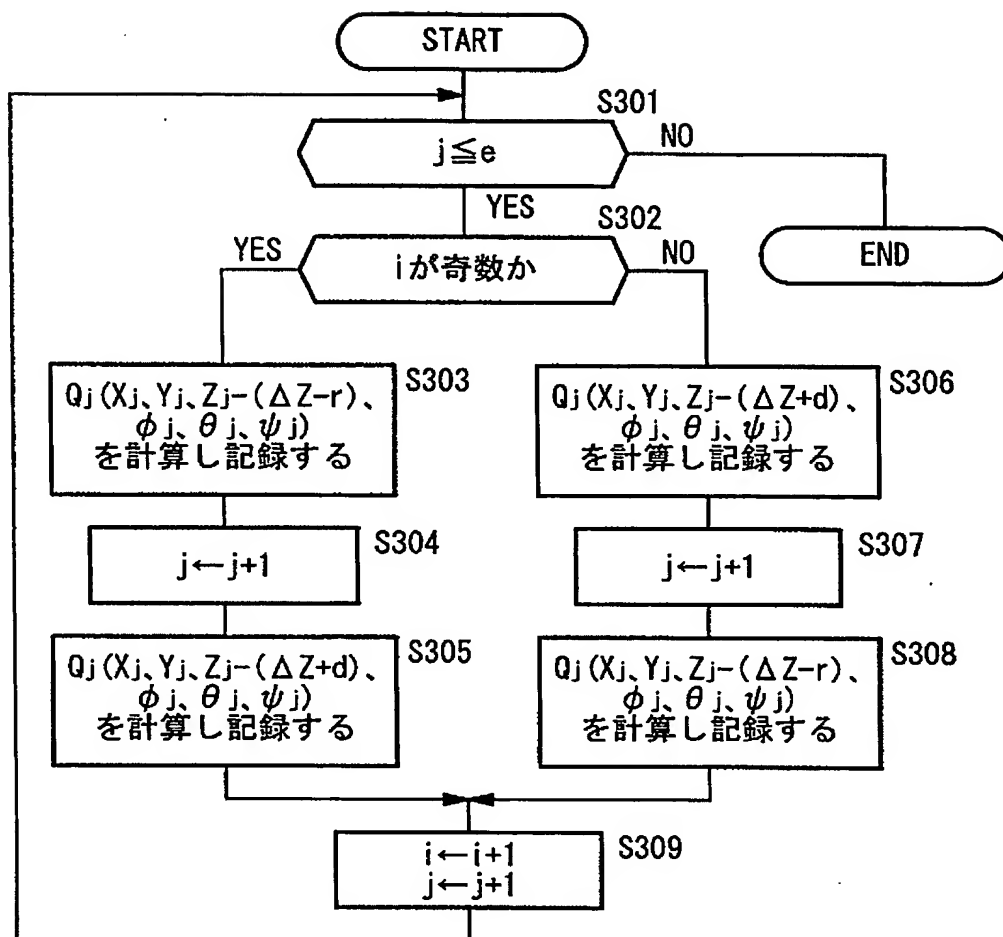 START
S301
j≦e
NO
YES
S302
YES
iが奇数か
NO
END
S303
Qj(Xj、Yj、Zj-(ΔZ-r)、
φj、θj、ψj)
を計算し記録する
S306
Qj(Xj、Yj、Zj-(ΔZ+d)、
φj、θj、ψj)
を計算し記録する
S304
j←j+1
S307
j←j+1
S305
Qj(Xj、Yj、Zj-(ΔZ+d)、
φj、θj、ψj)
を計算し記録する
S308
Qj(Xj、Yj、Zj-(ΔZ-r)、
φj、θj、ψj)
を計算し記録する
S309
i←i+1
j←j+1